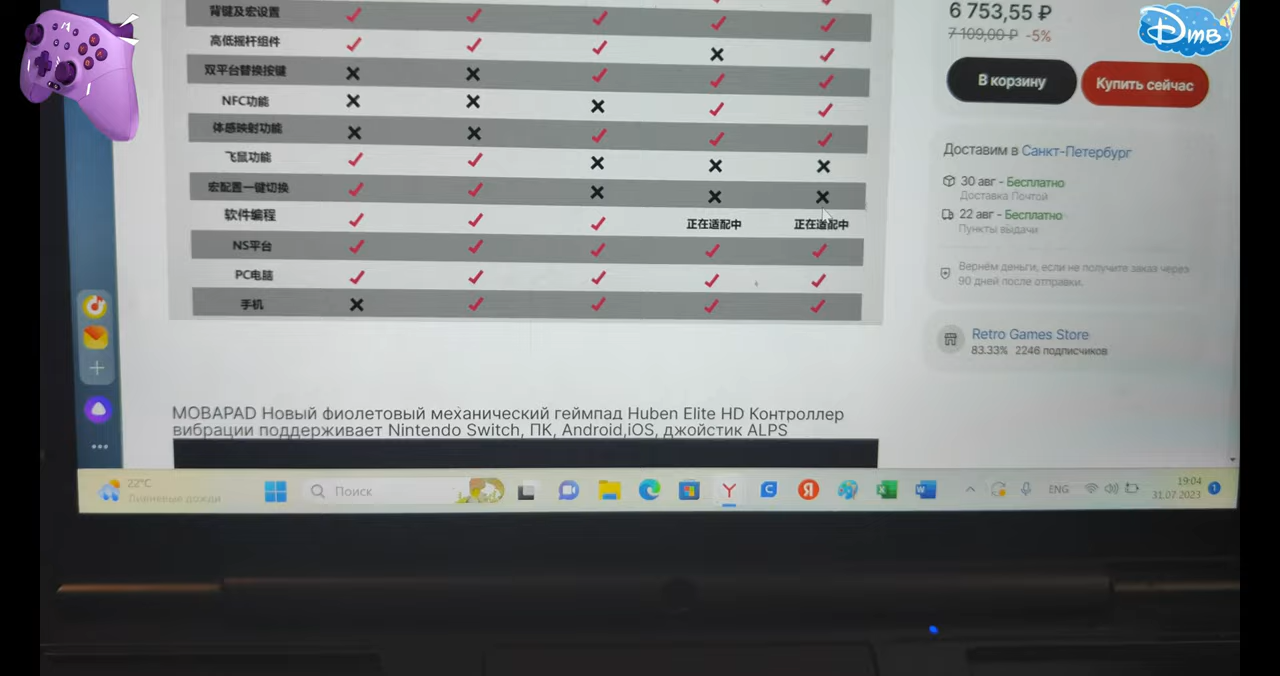 背键及宏设置
高低摇杆组件
双平台替换按键
NFC功能
体感映射功能
飞鼠功能
宏配置一键切换
软件编程
正在适配中
正在适配中
NS平台
PC电脑
手机
6 753,55 ₽
7 109,00 ₽ -5%
В корзину
Купить сейчас
Доставим в Санкт-Петербург
30 авг - Бесплатно
Доставка Почтой
22 авг - Бесплатно
Пункты выдачи
Вернём деньги, если не получите заказ через
90 дней после отправки.
Retro Games Store
83.33% 2246 подписчиков
MOBAPAD Новый фиолетовый механический геймпад Huben Elite HD Контроллер
вибрации поддерживает Nintendo Switch, ПК, Android,iOS, джойстик ALPS
22°C
Ливневые дожди
Поиск
ENG
19:04
31.07.2023
1
Dmb